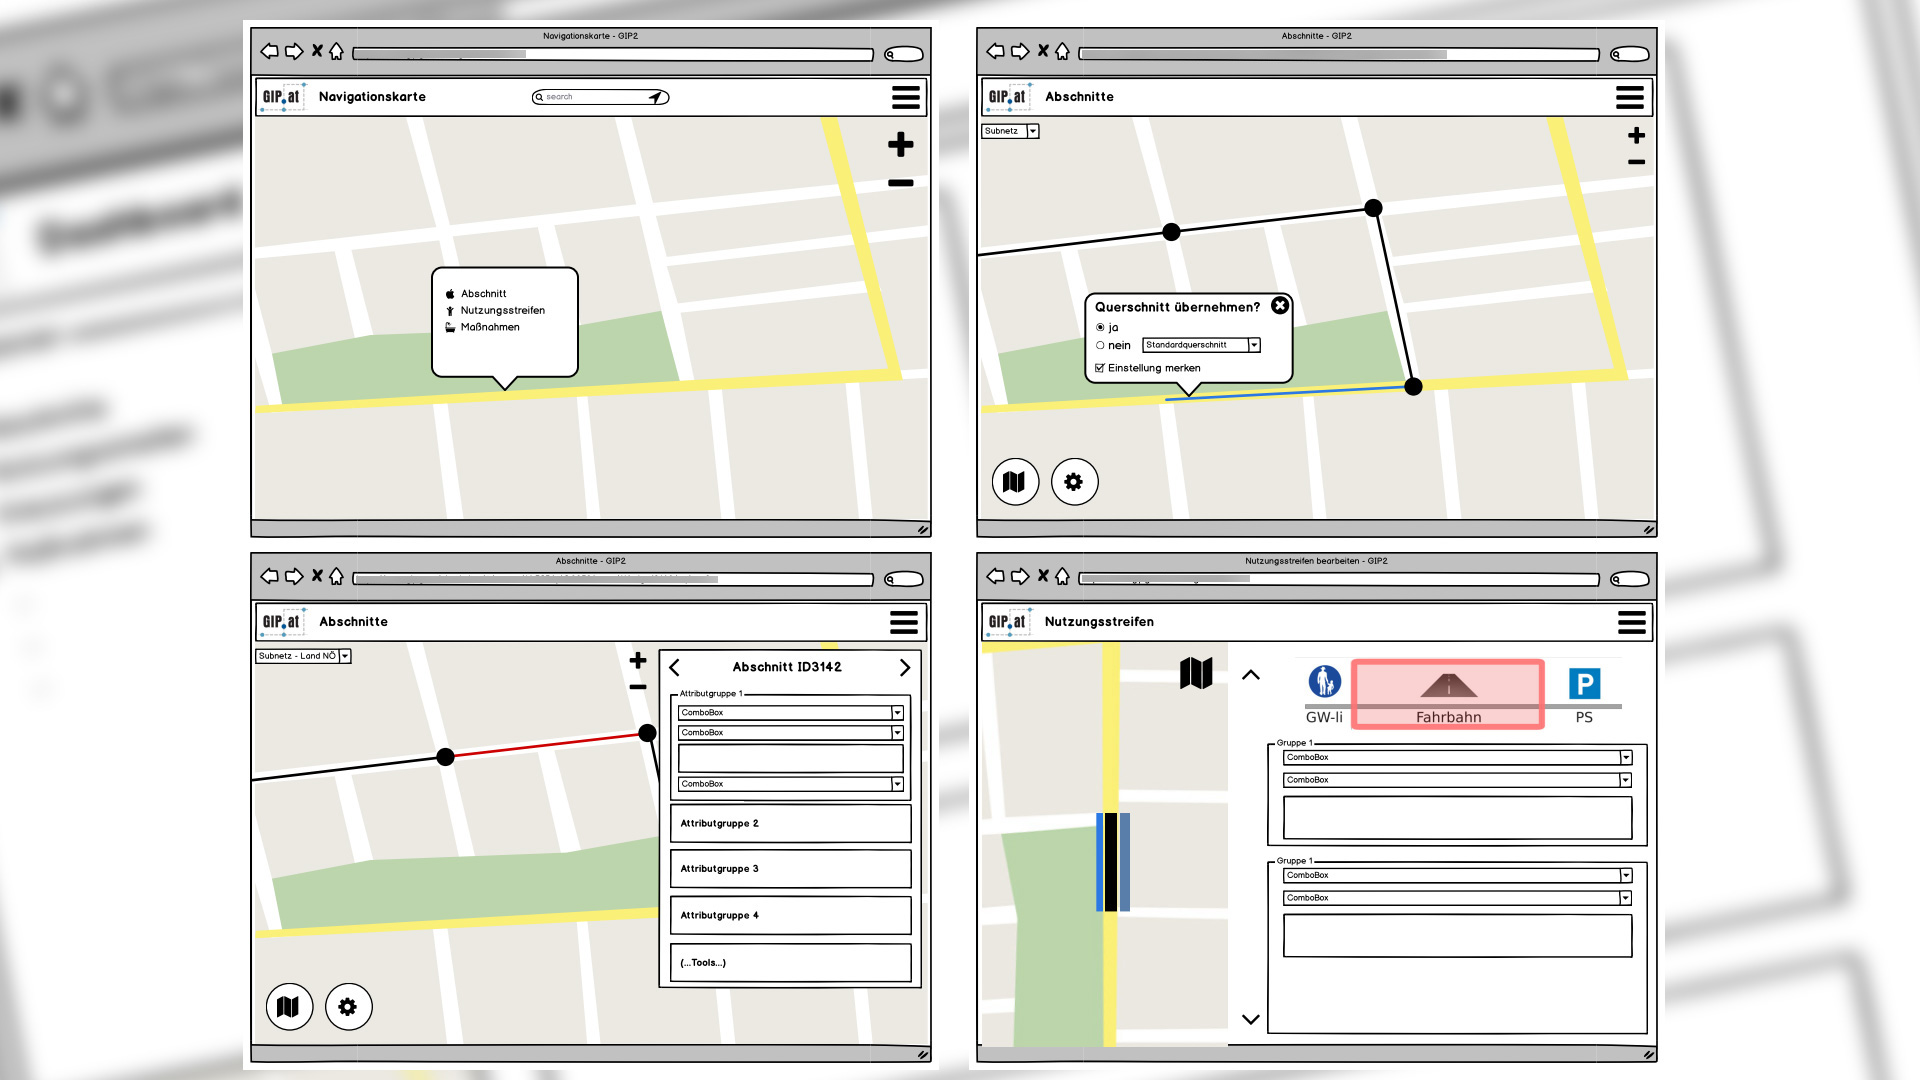 Navigationskarte - GIP2
GIP.at
Navigationskarte
search
Abschnitt
Nutzungsstreifen
Maßnahmen
Abschnitte - GIP2
GIP.at
Abschnitte
Subnetz
Querschnitt übernehmen?
ja
nein
Standardquerschnitt
Einstellung merken
Abschnitte - GIP2
GIP.at
Abschnitte
Subnetz - Land NÖ
Abschnitt ID3142
Attributgruppe 1
ComboBox
ComboBox
ComboBox
Attributgruppe 2
Attributgruppe 3
Attributgruppe 4
(...Tools...)
Nutzungsstreifen bearbeiten - GIP2
GIP.at
Nutzungsstreifen
P
GW-li
Fahrbahn
PS
Gruppe 1
ComboBox
ComboBox
Gruppe 1
ComboBox
ComboBox